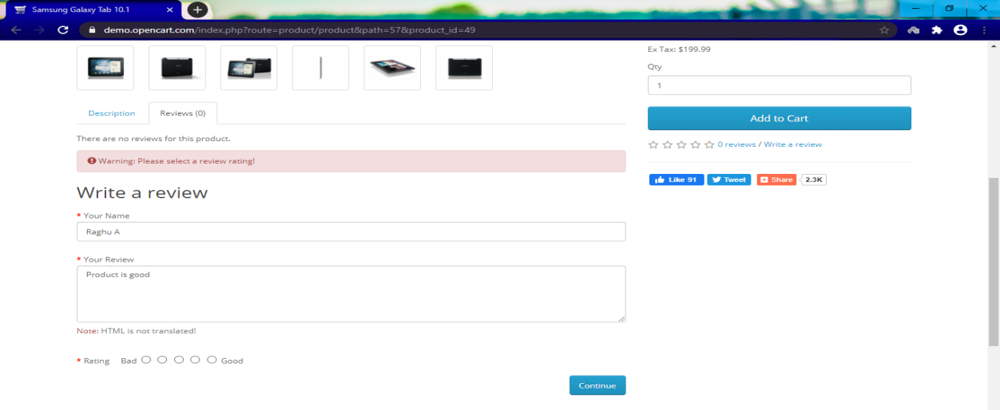 Samsung Galaxy Tab 10.1
demo.opencart.com/index.php?route=product/product&path=57&product_id=49
Ex Tax: $199.99
Qty
1
Add to Cart
0 reviews / Write a review
Like 91 Tweet Share 2.3K
Description Reviews (0)
There are no reviews for this product.
Warning: Please select a review rating!
Write a review
* Your Name
Raghu A
* Your Review
Product is good
Note: HTML is not translated!
* Rating Bad Good
Continue